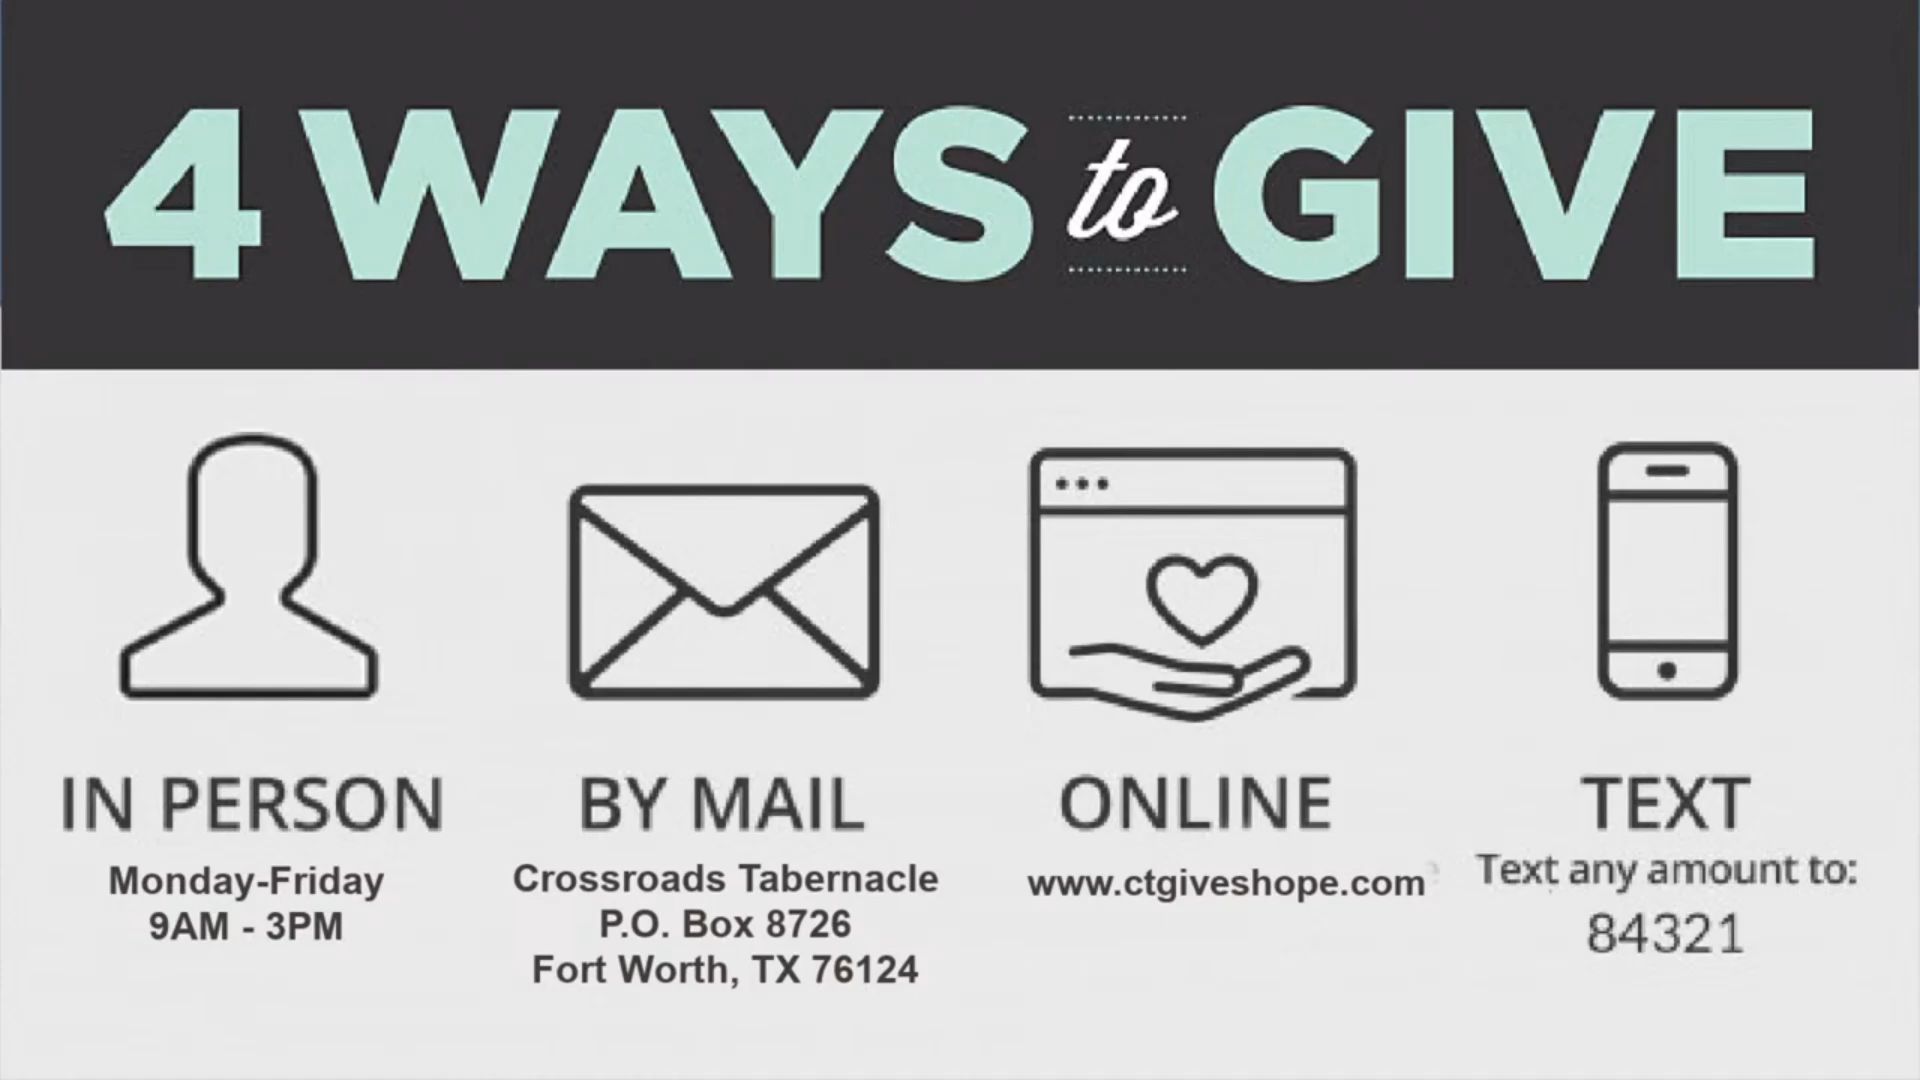 4 WAYS to GIVE
IN PERSON
Monday-Friday
9AM - 3PM
BY MAIL
Crossroads Tabernacle
P.O. Box 8726
Fort Worth, TX 76124
ONLINE
www.ctgiveshope.com
TEXT
Text any amount to:
84321